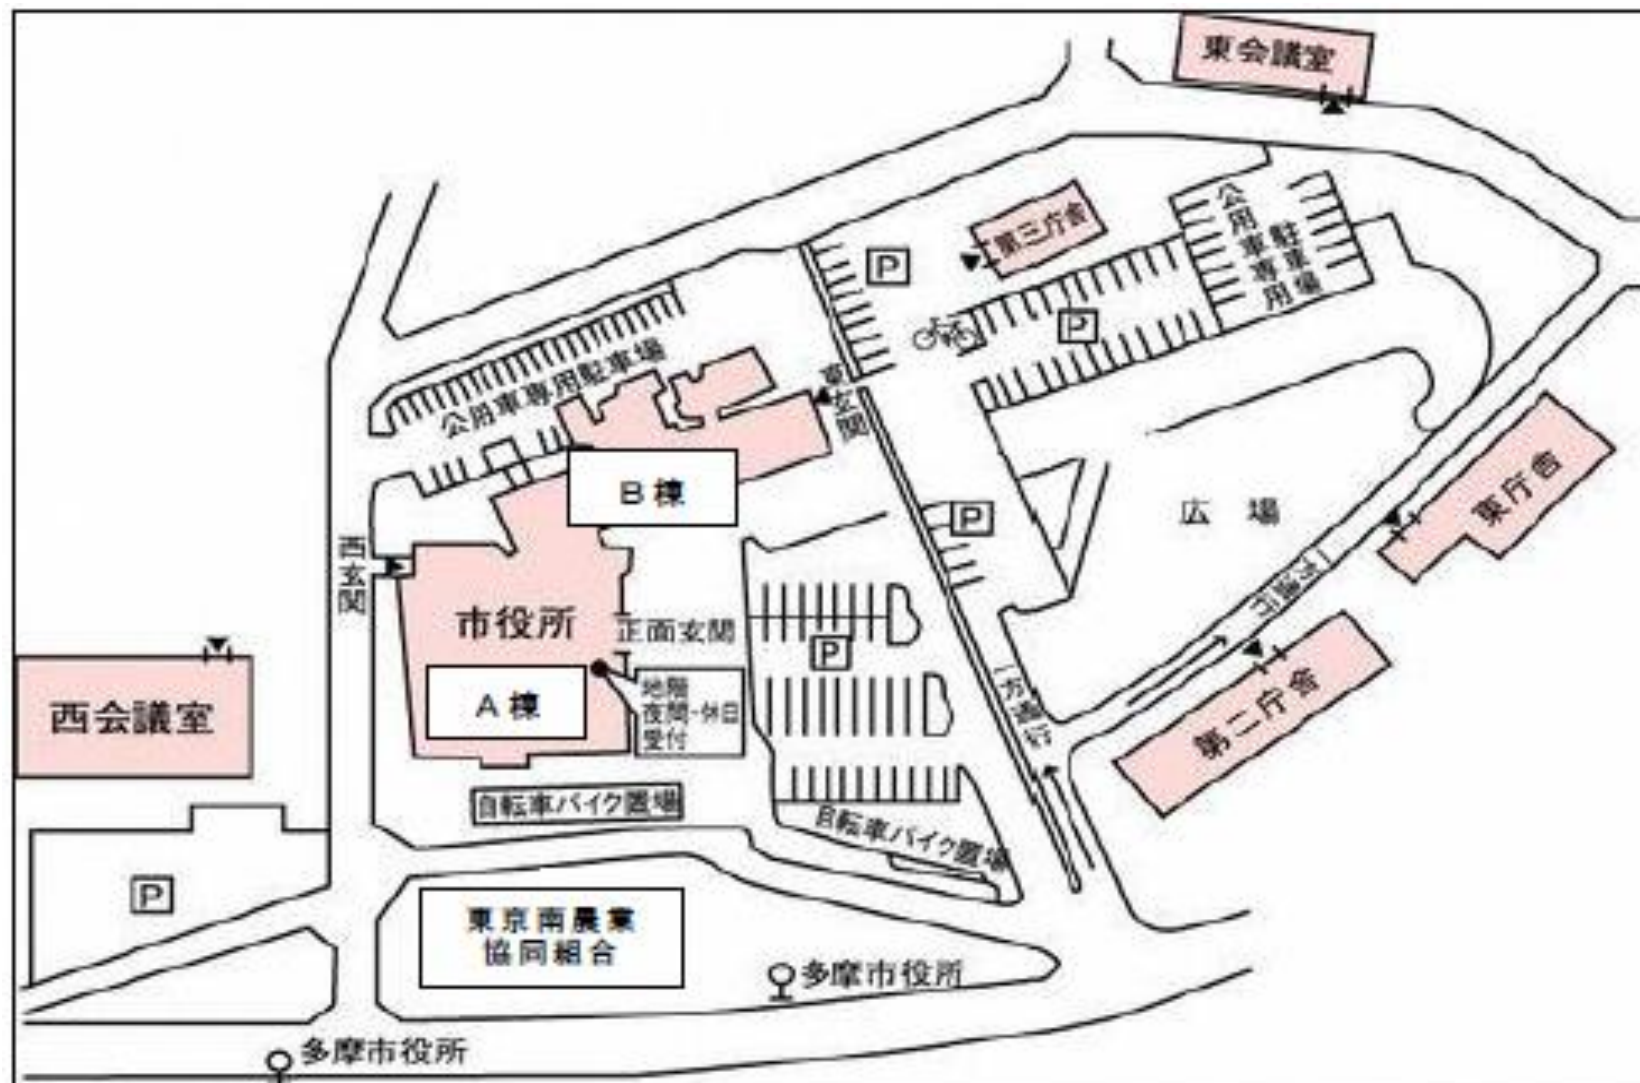 東会議室
第三庁舎
公用車専用
駐車場
P
P
公用車専用駐車場
東玄関
B棟
P
広場
東庁舎
西玄関
市役所
正面玄関
P
一方通行
一方通行
A棟
地階
夜間・休日
受付
西会議室
第二庁舎
自転車バイク置場
自転車バイク置場
P
東京南農業
協同組合
多摩市役所
多摩市役所